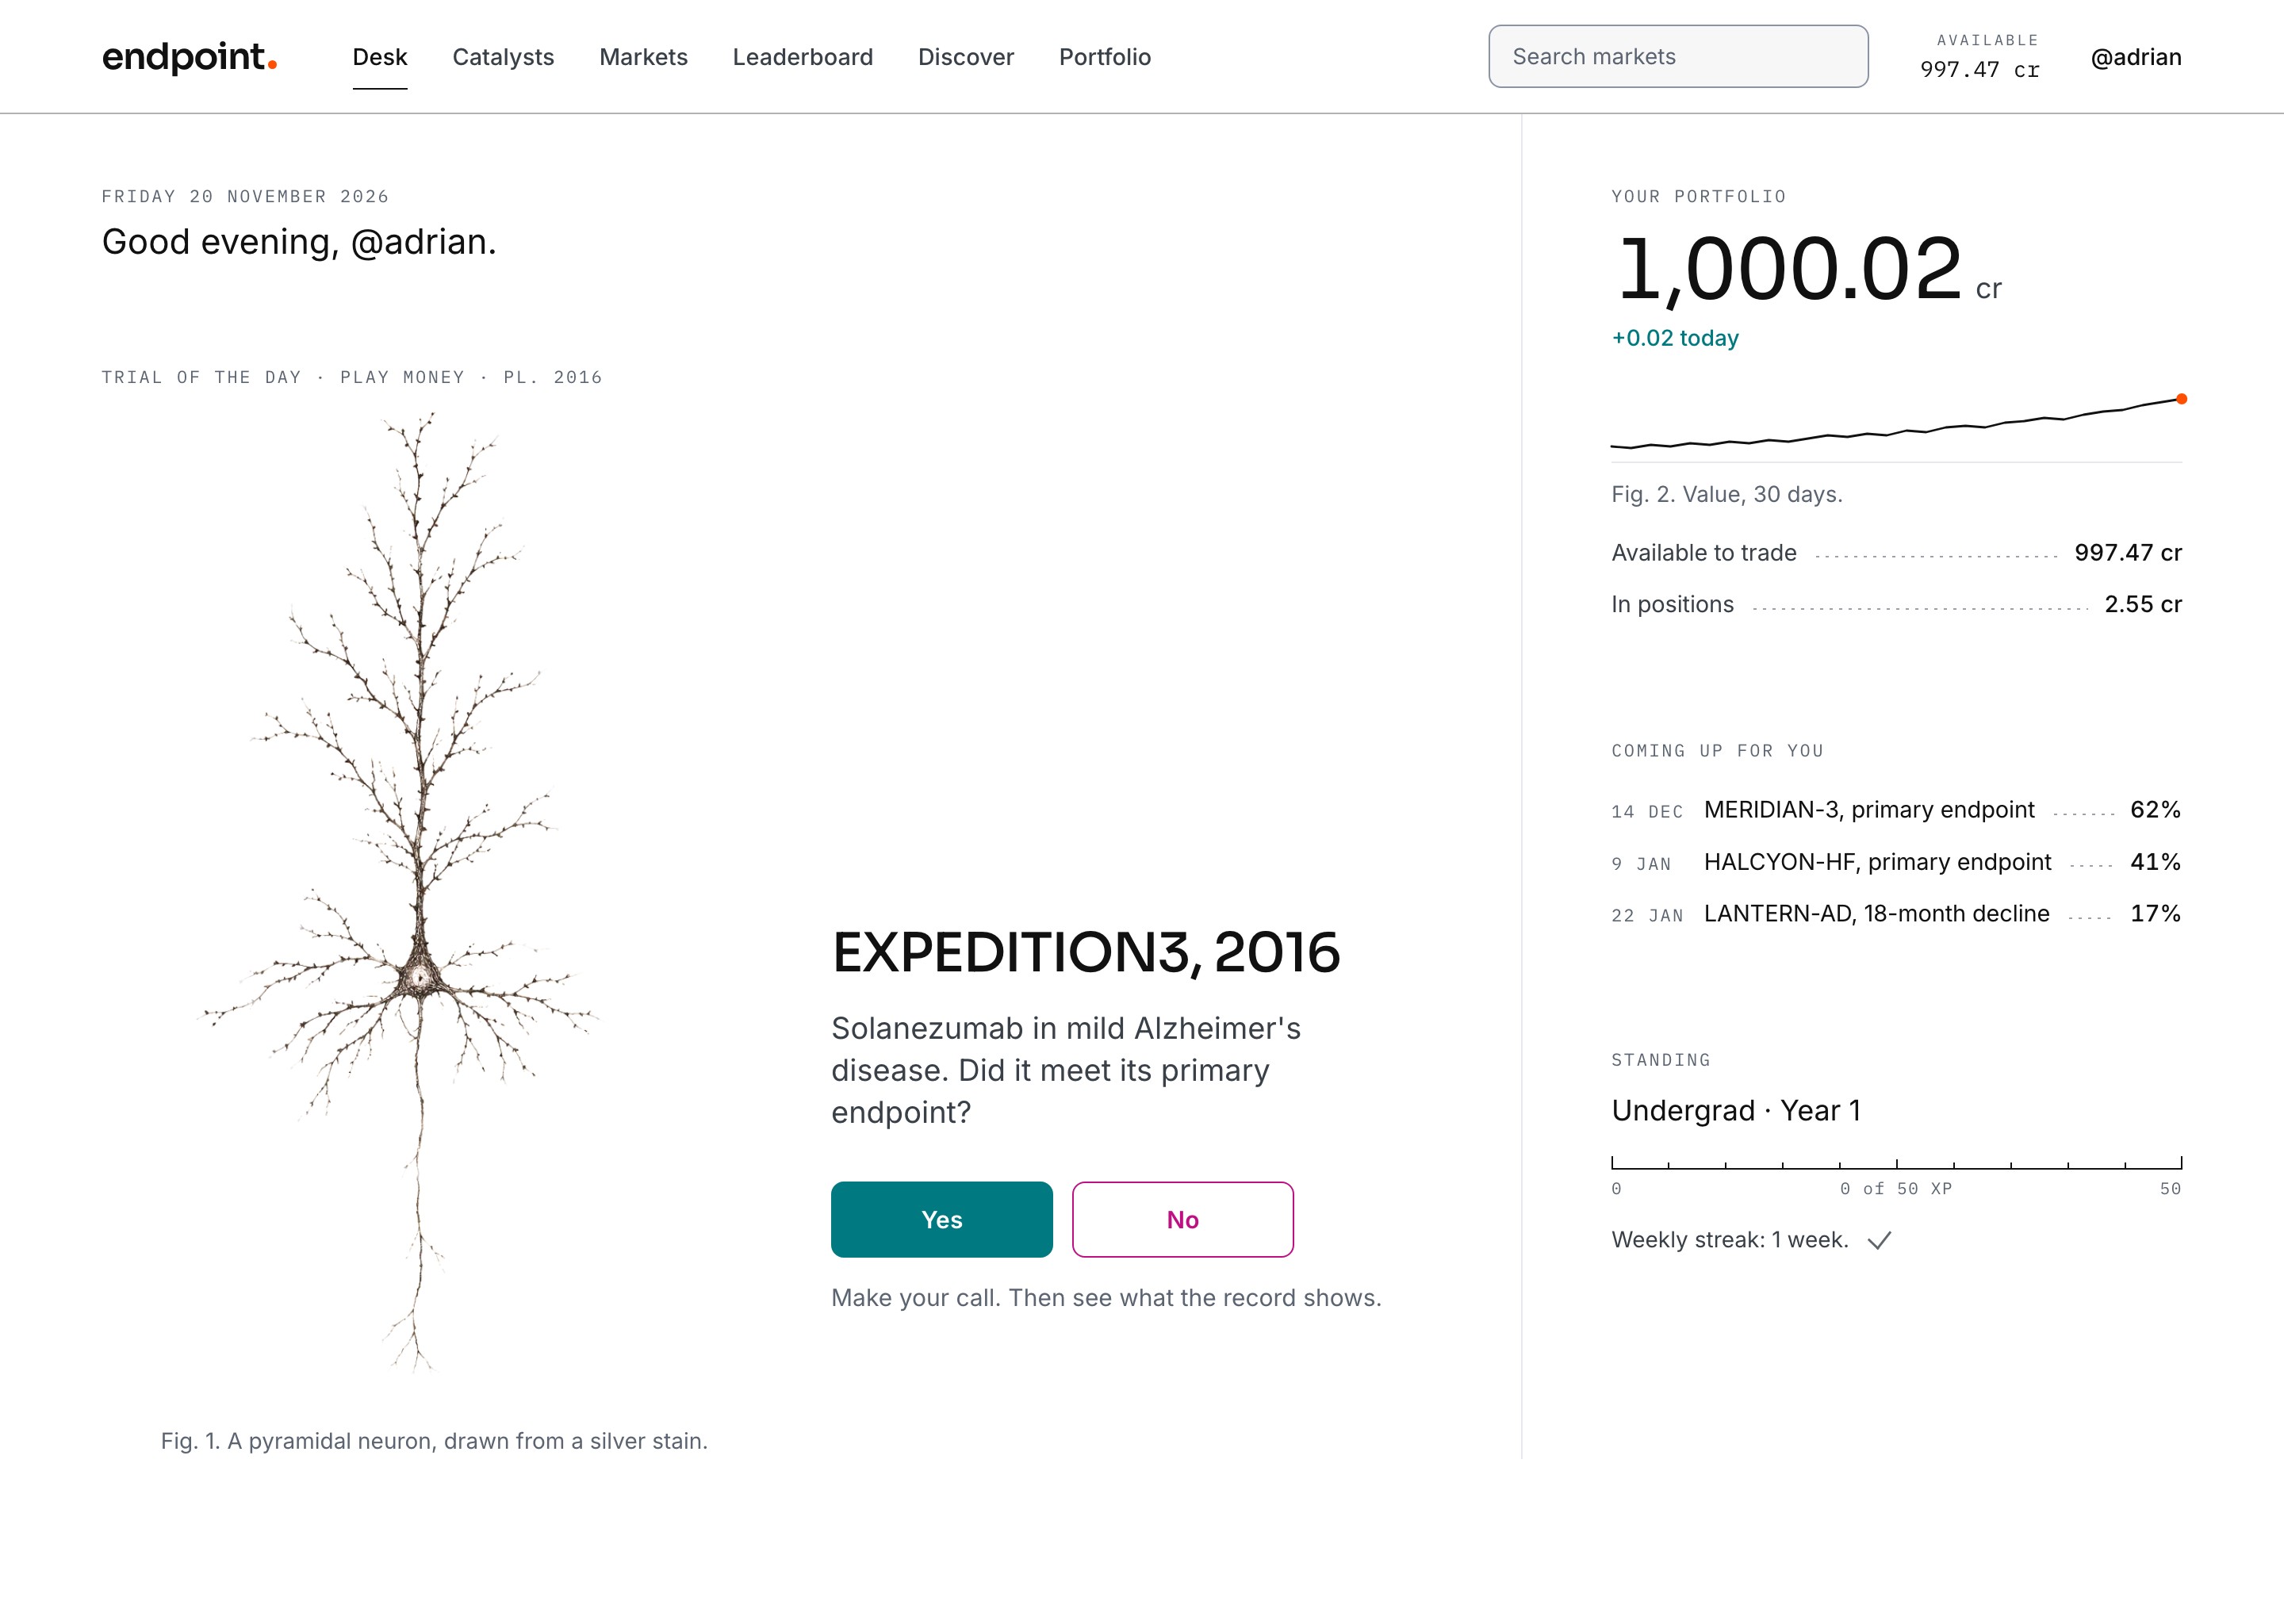 endpoint.
Desk
Catalysts
Markets
Leaderboard
Discover
Portfolio
Search markets
AVAILABLE
997.47 cr
@adrian
FRIDAY 20 NOVEMBER 2026
Good evening, @adrian.
TRIAL OF THE DAY · PLAY MONEY · PL. 2016
EXPEDITION3, 2016
Solanezumab in mild Alzheimer's
disease. Did it meet its primary
endpoint?
Yes
No
Make your call. Then see what the record shows.
Fig. 1. A pyramidal neuron, drawn from a silver stain.
YOUR PORTFOLIO
1,000.02 cr
+0.02 today
Fig. 2. Value, 30 days.
Available to trade 997.47 cr
In positions 2.55 cr
COMING UP FOR YOU
14 DEC MERIDIAN-3, primary endpoint 62%
9 JAN HALCYON-HF, primary endpoint 41%
22 JAN LANTERN-AD, 18-month decline 17%
STANDING
Undergrad · Year 1
0 0 of 50 XP 50
Weekly streak: 1 week.